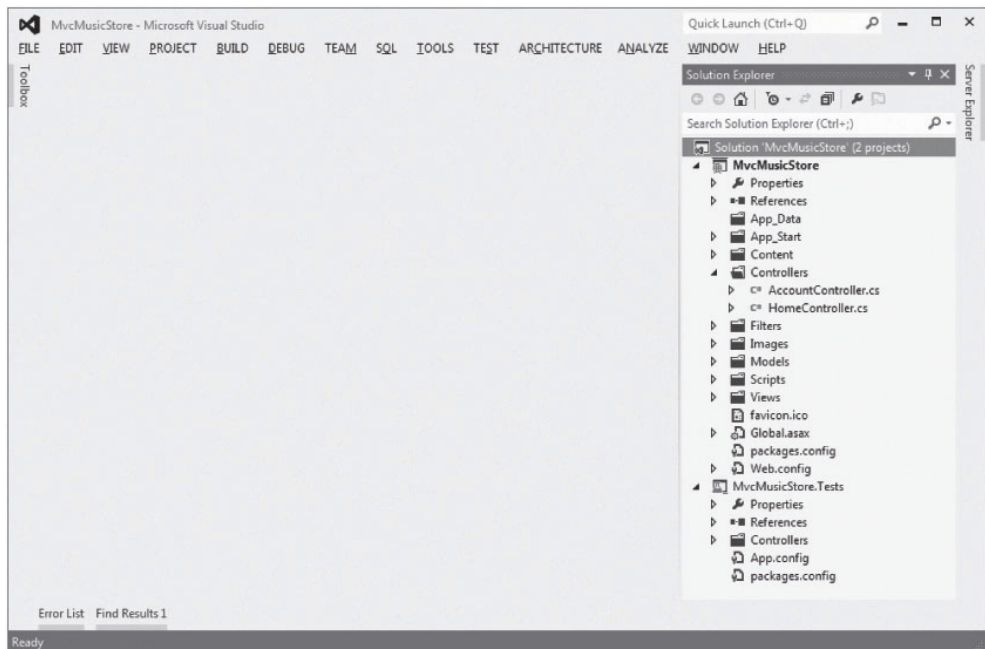 MvcMusicStore - Microsoft Visual Studio
Quick Launch (Ctrl+Q)
FILE EDIT VIEW PROJECT BUILD DEBUG TEAM SQL TOOLS TEST ARCHITECTURE ANALYZE WINDOW HELP
Toolbox
Solution Explorer
Server Explorer
Search Solution Explorer (Ctrl+;)
Solution 'MvcMusicStore' (2 projects)
MvcMusicStore
Properties
References
App_Data
App_Start
Content
Controllers
C# AccountController.cs
C# HomeController.cs
Filters
Images
Models
Scripts
Views
favicon.ico
Global.asax
packages.config
Web.config
MvcMusicStore.Tests
Properties
References
Controllers
App.config
packages.config
Error List Find Results 1
Ready